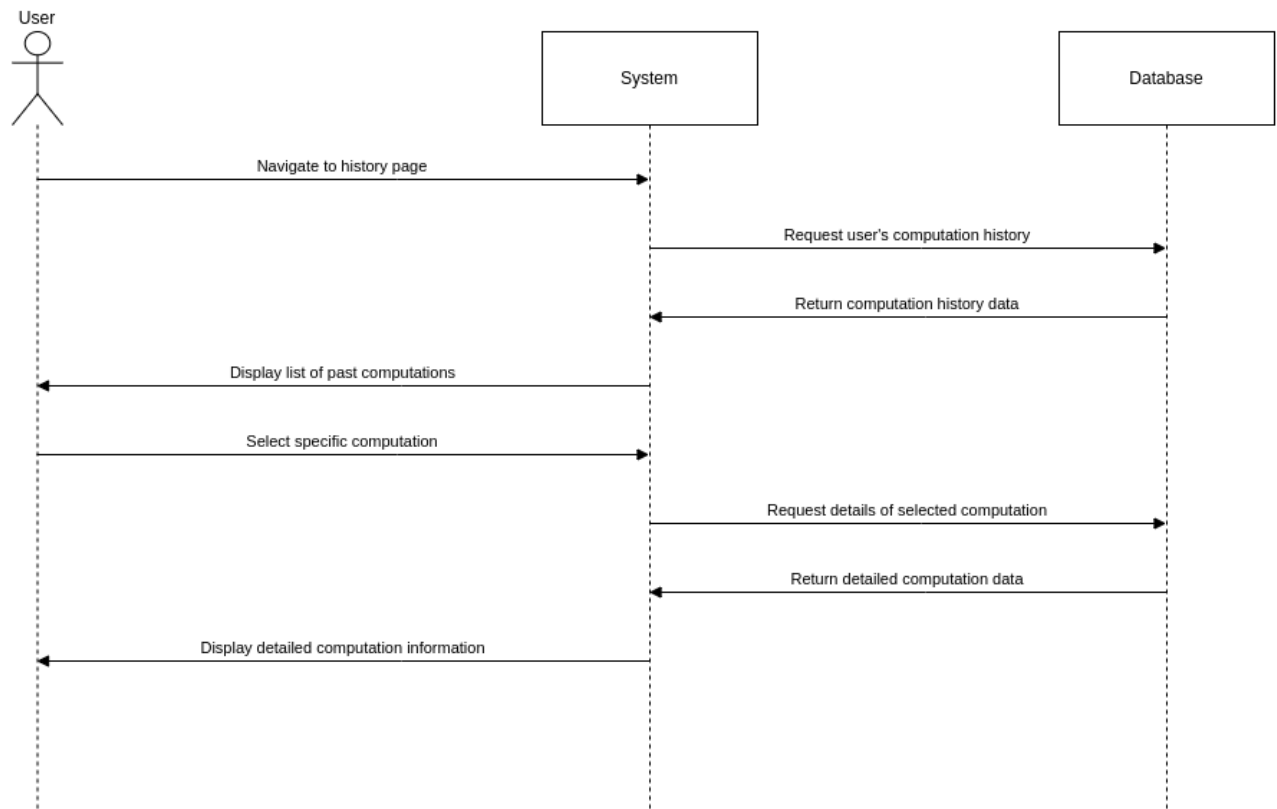 User
System
Database
Navigate to history page
Request user's computation history
Return computation history data
Display list of past computations
Select specific computation
Request details of selected computation
Return detailed computation data
Display detailed computation information